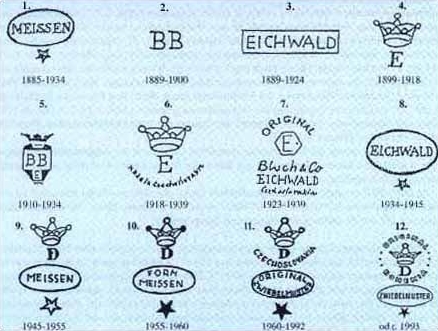 1.
MEISSEN
1885-1934
2.
BB
1889-1900
3.
EICHWALD
1889-1924
4.
E
1899-1918
5.
BB
E
1910-1934
6.
E
1918-1939
7.
ORIGINAL
E
Bloch & Co
EICHWALD
Czechoslovakia
1923-1939
8.
EICHWALD
1934-1945
9.
D
MEISSEN
1945-1955
10.
D
FORM
MEISSEN
1955-1960
11.
D
CZECHOSLOVAKIA
ORIGINAL
ZWIEBELMUSTER
1960-1992
12.
D
ZWIEBELMUSTER
od r. 1993